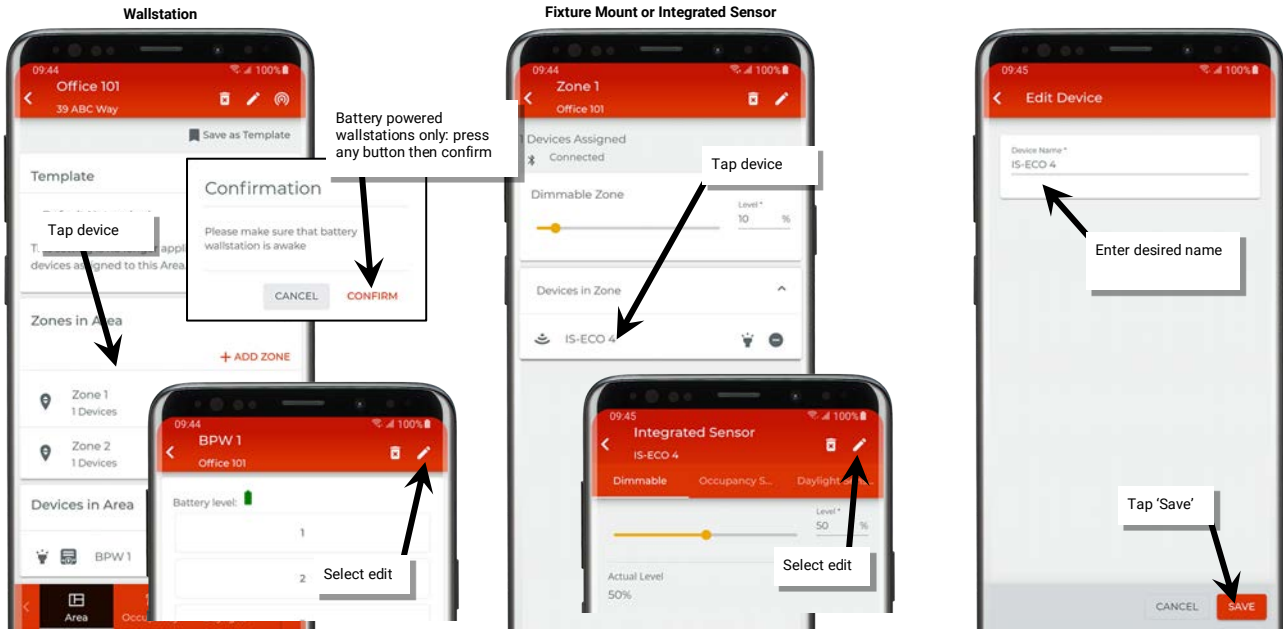 Wallstation
09:44
100%
Office 101
39 ABC Way
Save as Template
Template
Tap device
devices assigned to this Area
Zones in Area
+ ADD ZONE
Zone 1
1 Devices
Zone 2
1 Devices
Devices in Area
BPW 1
Area
Confirmation
Please make sure that battery
wallstation is awake
CANCEL CONFIRM
Battery powered
wallstations only: press
any button then confirm
09:44
100%
BPW 1
Office 101
Battery level:
1
2
Select edit
Fixture Mount or Integrated Sensor
09:44
100%
Zone 1
Office 101
1 Devices Assigned
Connected
Tap device
Dimmable Zone
Level *
10 %
Devices in Zone
IS-ECO 4
09:45
100%
Integrated Sensor
IS-ECO 4
Dimmable Occupancy S... Daylight
Level *
50 %
Actual Level
50%
Select edit
09:45
100%
Edit Device
Device Name *
IS-ECO 4
Enter desired name
Tap ‘Save’
CANCEL SAVE